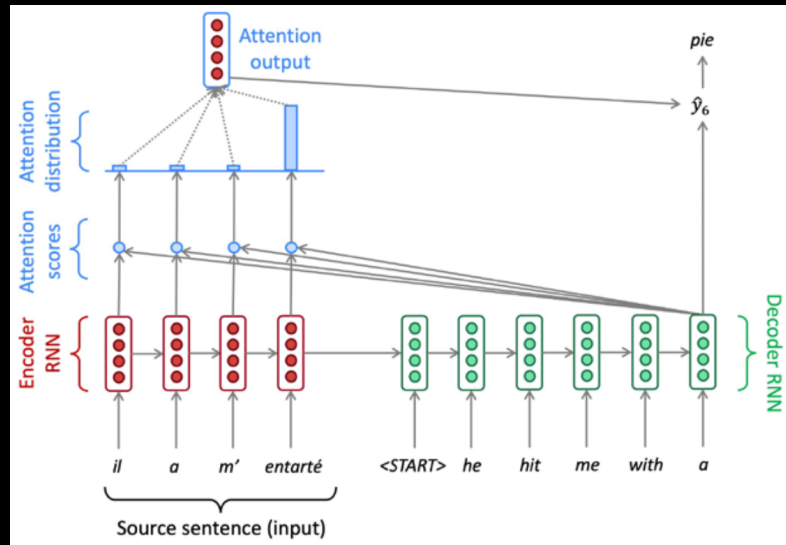 Attention
output
pie
ŷ₆
Attention
distribution
Attention
scores
Encoder
RNN
Decoder RNN
il a m' entarté <START> he hit me with a
Source sentence (input)